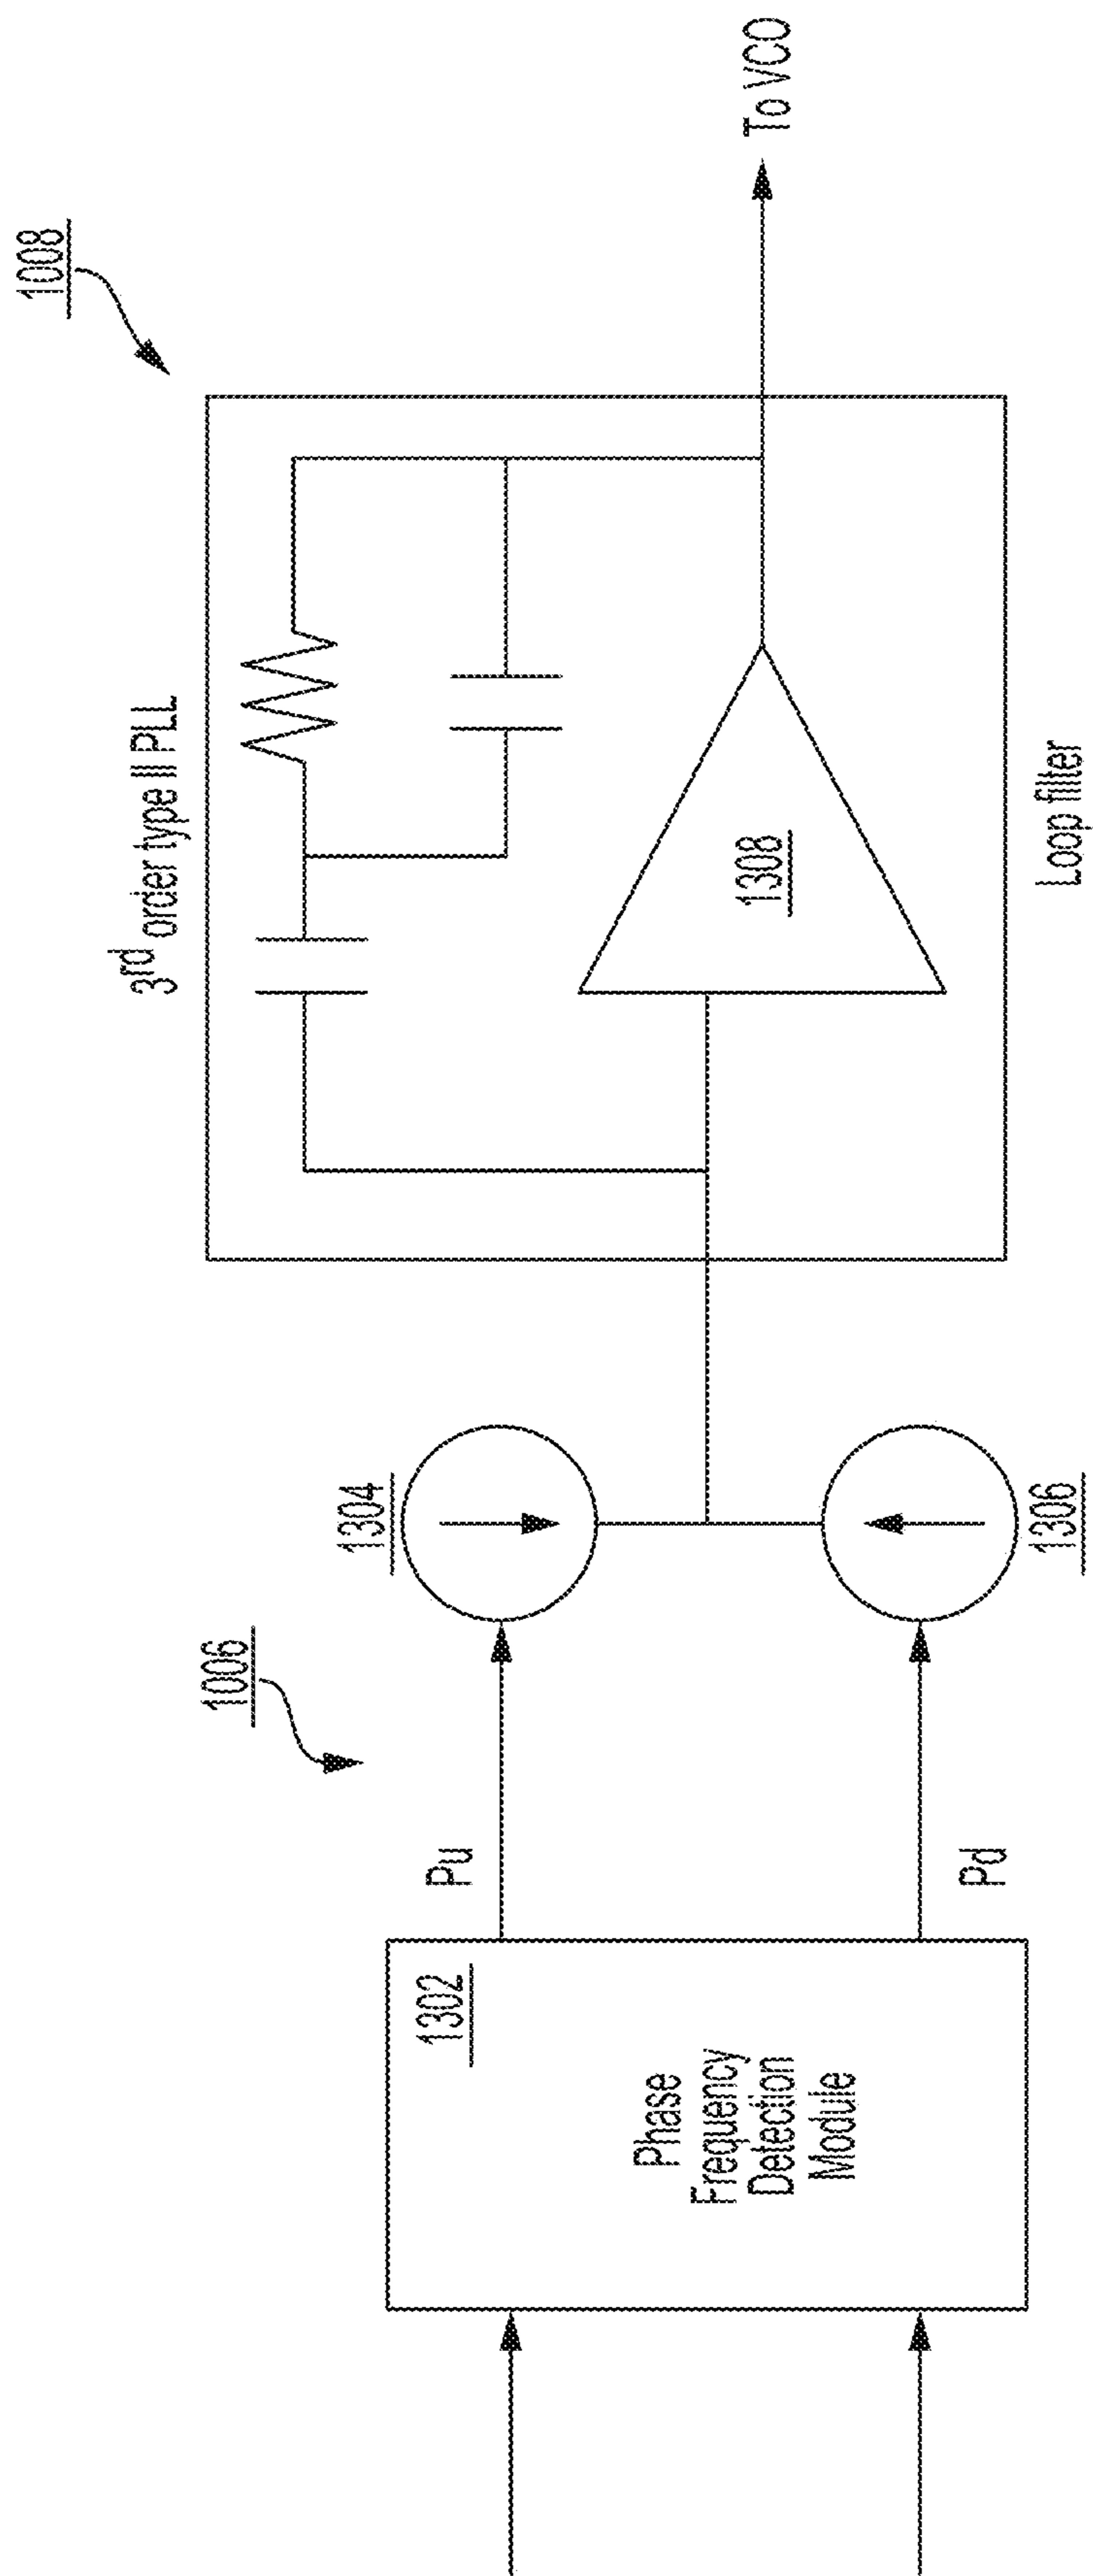 1302
Phase
Frequency
Detection
Module
Pu
Pd
1006
1304
1306
3rd order type II PLL
1308
Loop filter
1008
To VCO